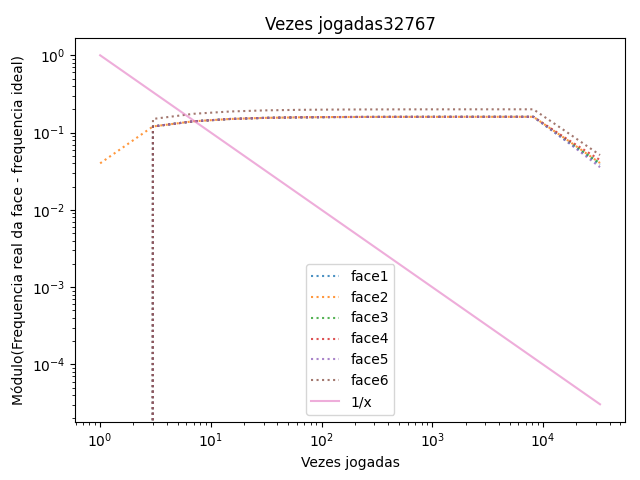 Vezes jogadas32767
Módulo(Frequencia real da face - frequencia ideal)
10⁰
10⁻¹
10⁻²
10⁻³
10⁻⁴
face1
face2
face3
face4
face5
face6
1/x
10⁰
10¹
10²
10³
10⁴
Vezes jogadas